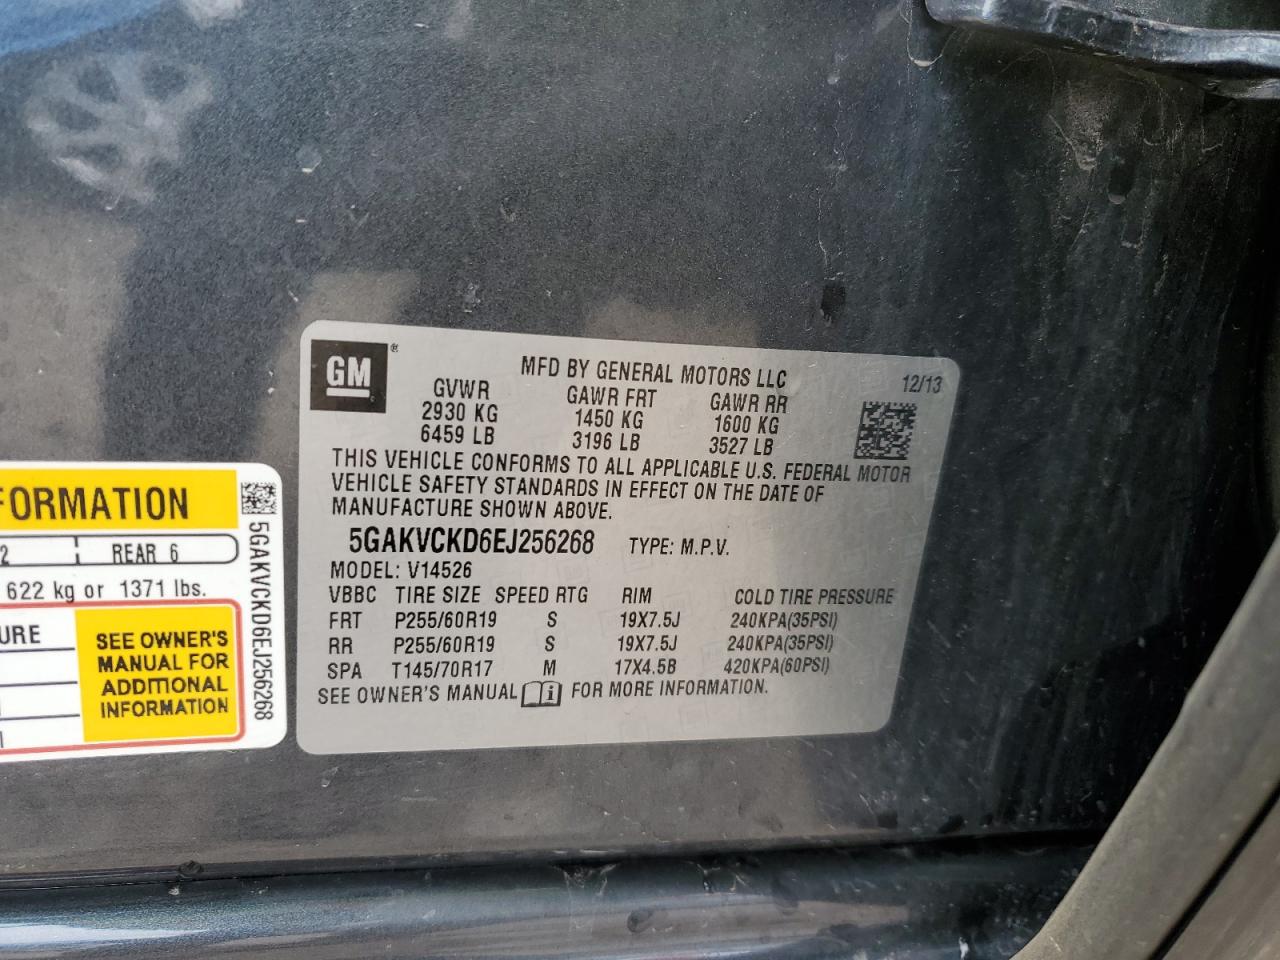 GM ®
MFD BY GENERAL MOTORS LLC
12/13
GVWR GAWR FRT GAWR RR
2930 KG 1450 KG 1600 KG
6459 LB 3196 LB 3527 LB
THIS VEHICLE CONFORMS TO ALL APPLICABLE U.S. FEDERAL MOTOR
VEHICLE SAFETY STANDARDS IN EFFECT ON THE DATE OF
MANUFACTURE SHOWN ABOVE.
5GAKVCKD6EJ256268 TYPE: M.P.V.
MODEL: V14526
VBBC TIRE SIZE SPEED RTG RIM COLD TIRE PRESSURE
FRT P255/60R19 S 19X7.5J 240KPA(35PSI)
RR P255/60R19 S 19X7.5J 240KPA(35PSI)
SPA T145/70R17 M 17X4.5B 420KPA(60PSI)
SEE OWNER'S MANUAL i FOR MORE INFORMATION.
FORMATION
2 REAR 6
622 kg or 1371 lbs.
URE
SEE OWNER'S
MANUAL FOR
ADDITIONAL
INFORMATION
5GAKVCKD6EJ256268